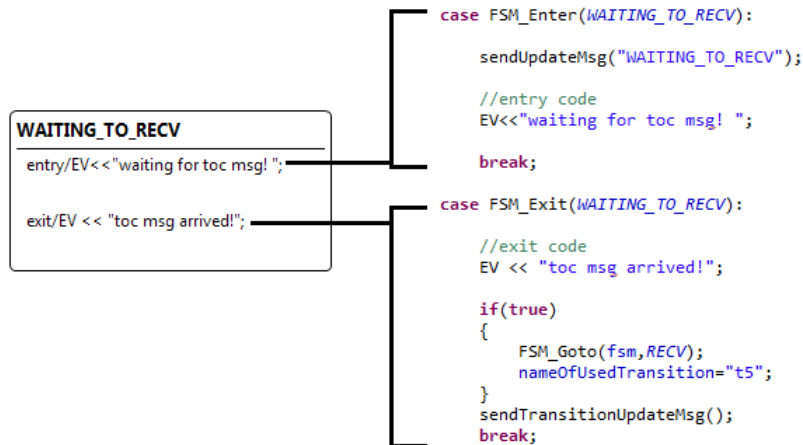 WAITING_TO_RECV
entry/EV<<"waiting for toc msg! ";
exit/EV << "toc msg arrived!";
case FSM_Enter(WAITING_TO_RECV):
sendUpdateMsg("WAITING_TO_RECV");
//entry code
EV<<"waiting for toc msg! ";
break;
case FSM_Exit(WAITING_TO_RECV):
//exit code
EV << "toc msg arrived!";
if(true)
{
FSM_Goto(fsm,RECV);
nameOfUsedTransition="t5";
}
sendTransitionUpdateMsg();
break;